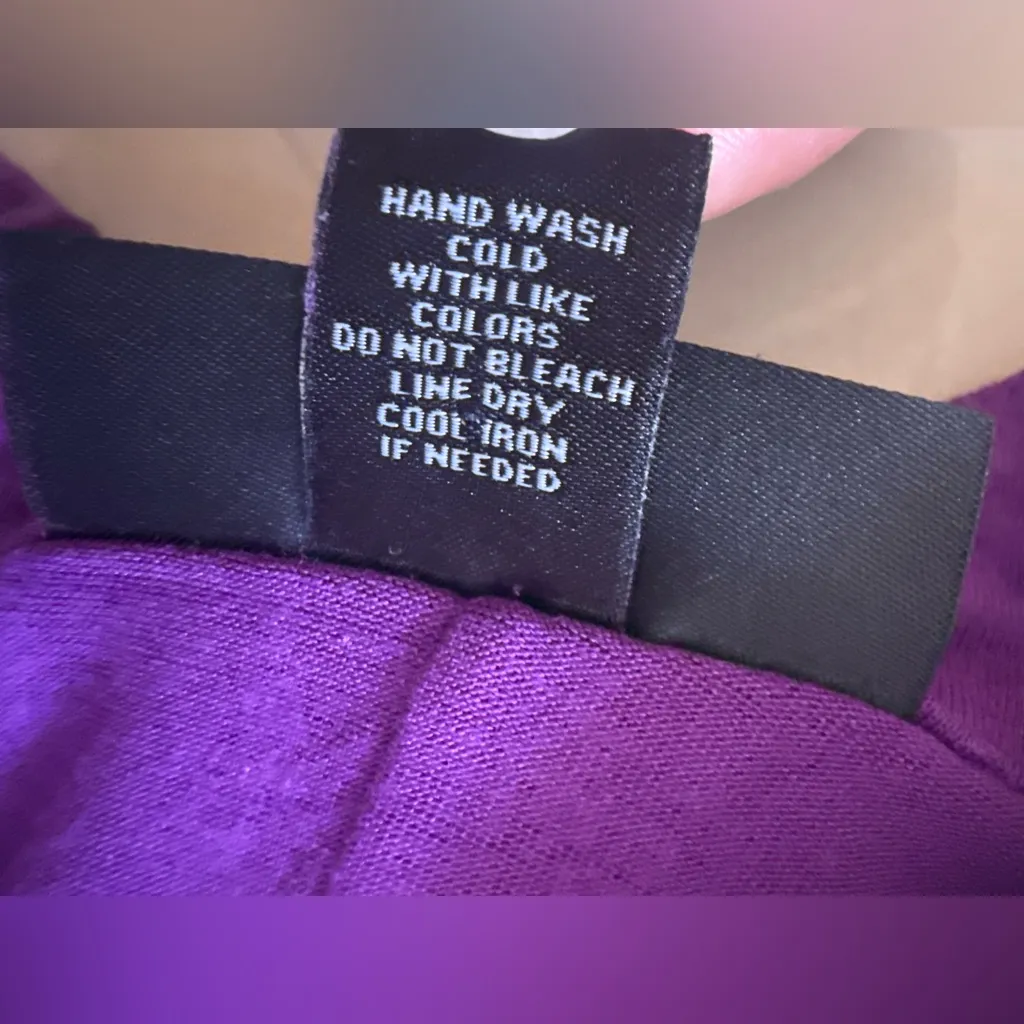 HAND WASH
COLD
WITH LIKE
COLORS
DO NOT BLEACH
LINE DRY
COOL IRON
IF NEEDED